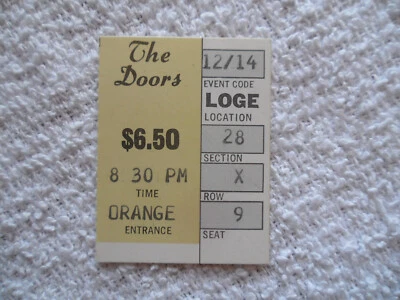 The
Doors
$6.50
8 30 PM
TIME
ORANGE
ENTRANCE
12/14
EVENT CODE
LOGE
LOCATION
28
SECTION
X
ROW
9
SEAT